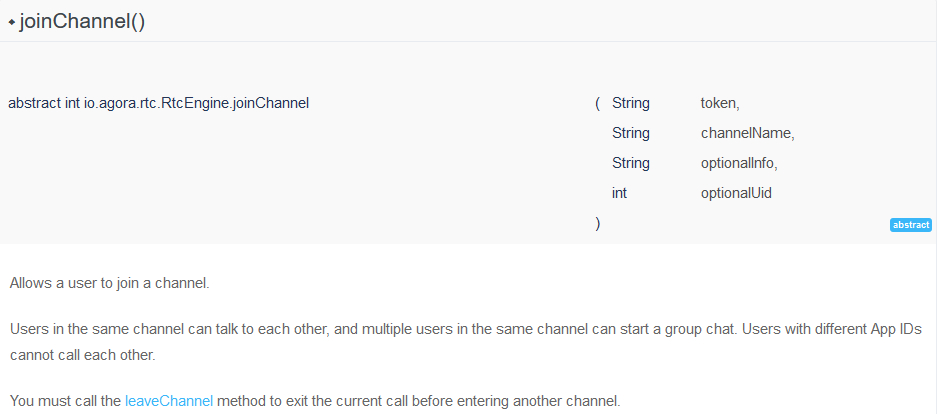 ◆ joinChannel()
abstract int io.agora.rtc.RtcEngine.joinChannel ( String token,
String channelName,
String optionalInfo,
int optionalUid
)
abstract
Allows a user to join a channel.
Users in the same channel can talk to each other, and multiple users in the same channel can start a group chat. Users with different App IDs
cannot call each other.
You must call the leaveChannel method to exit the current call before entering another channel.